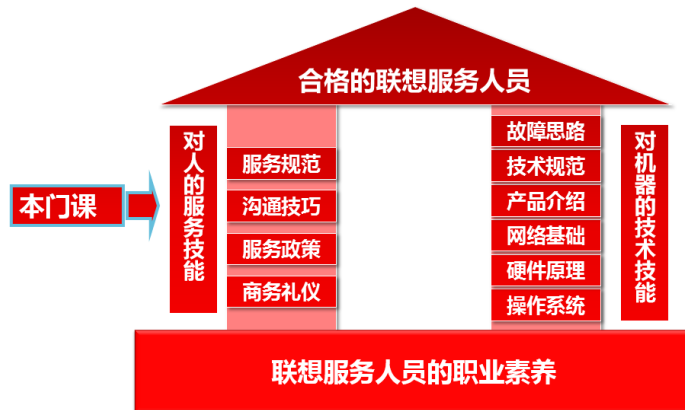 合格的联想服务人员
本门课
对人的服务技能
服务规范
沟通技巧
服务政策
商务礼仪
故障思路
技术规范
产品介绍
网络基础
硬件原理
操作系统
对机器的技术技能
联想服务人员的职业素养